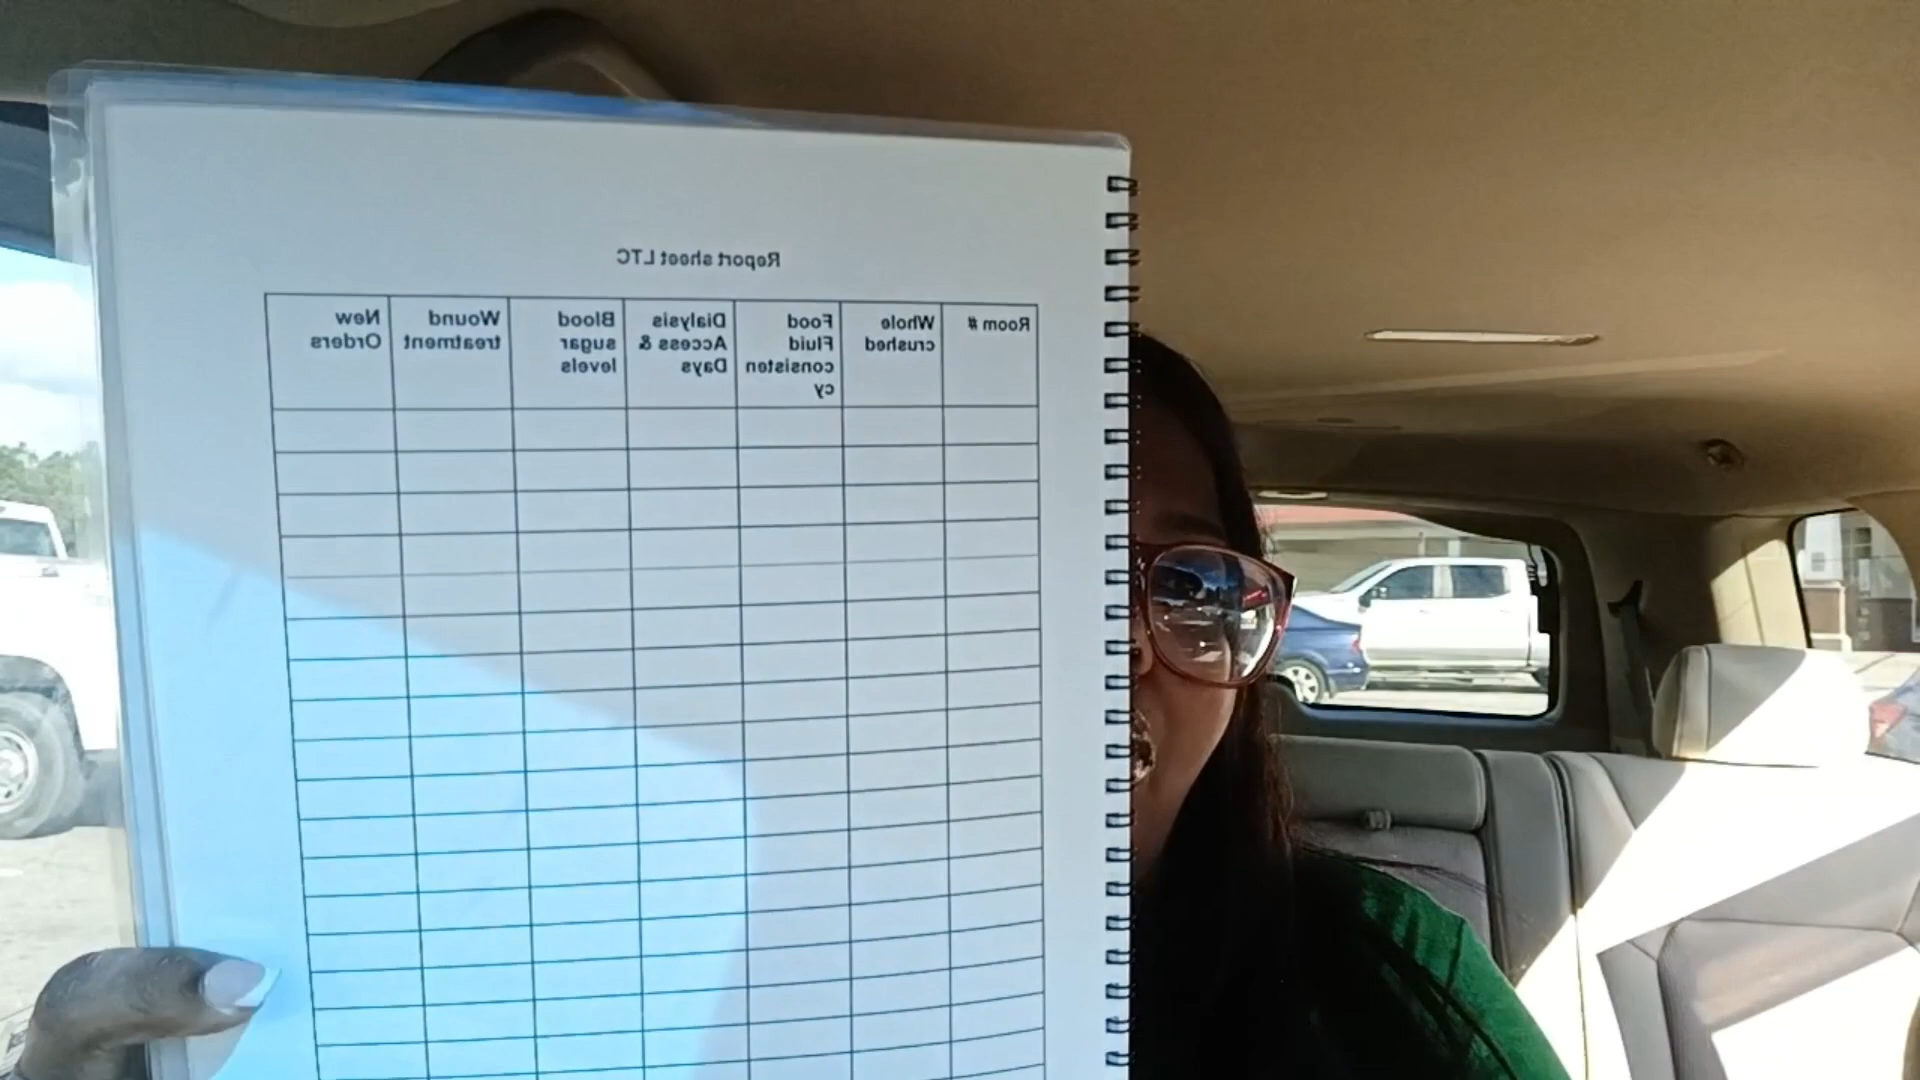 Report sheet LTC
Room #
Whole
crushed
Food
Fluid
consisten
cy
Dialysis
Access &
Days
Blood
sugar
levels
Wound
treatment
New
Orders